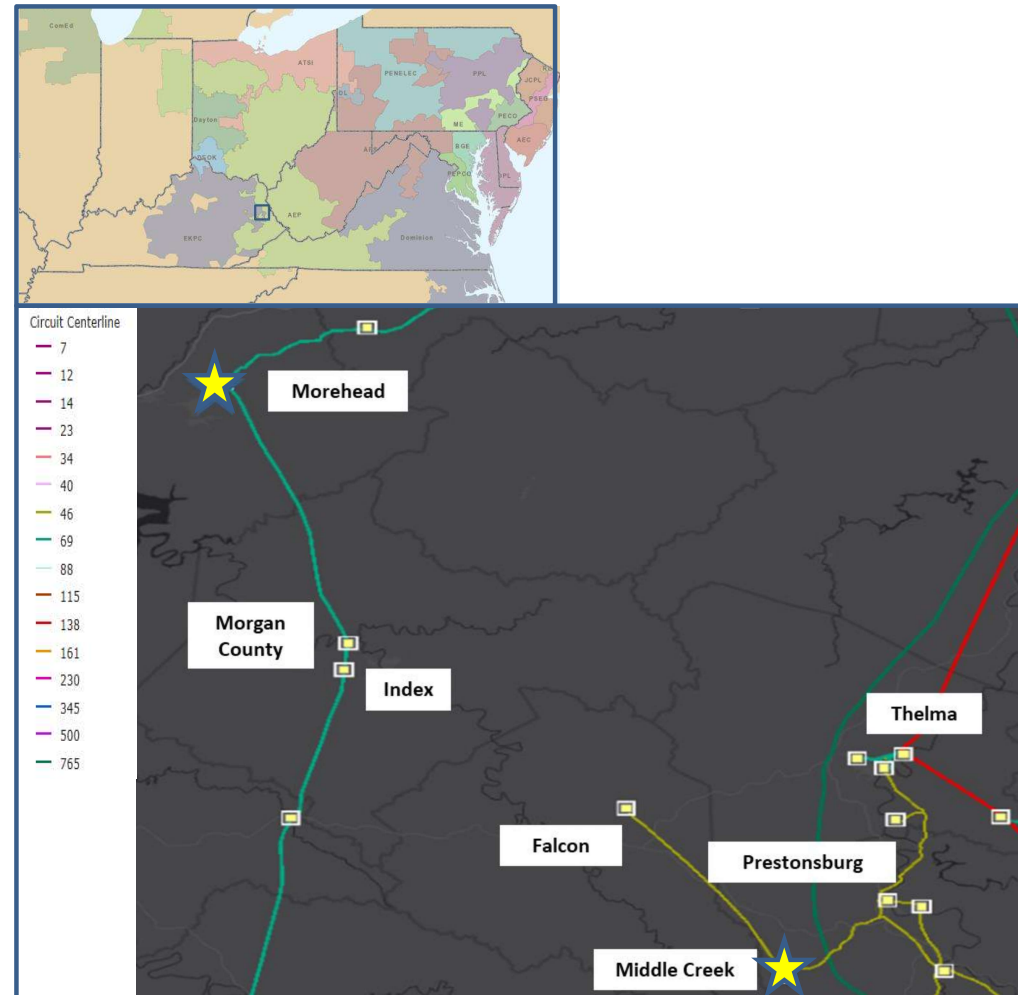 ComEd
ATSI
PENELEC
PPL
JCPL
PSEG
Dayton
ME
PECO
AEC
BGE
PEPCO
AEP
EKPC
Dominion
Circuit Centerline
7
12
14
23
34
40
46
69
88
115
138
161
230
345
500
765
Morehead
Morgan
County
Index
Thelma
Falcon
Prestonsburg
Middle Creek